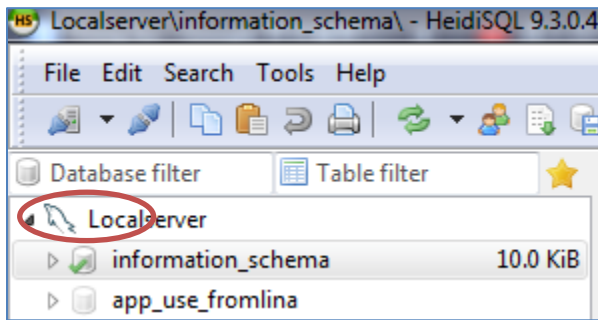 HS Localserver\information_schema\ - HeidiSQL 9.3.0.4
File Edit Search Tools Help
Database filter Table filter
Localserver
information_schema 10.0 KiB
app_use_fromlina